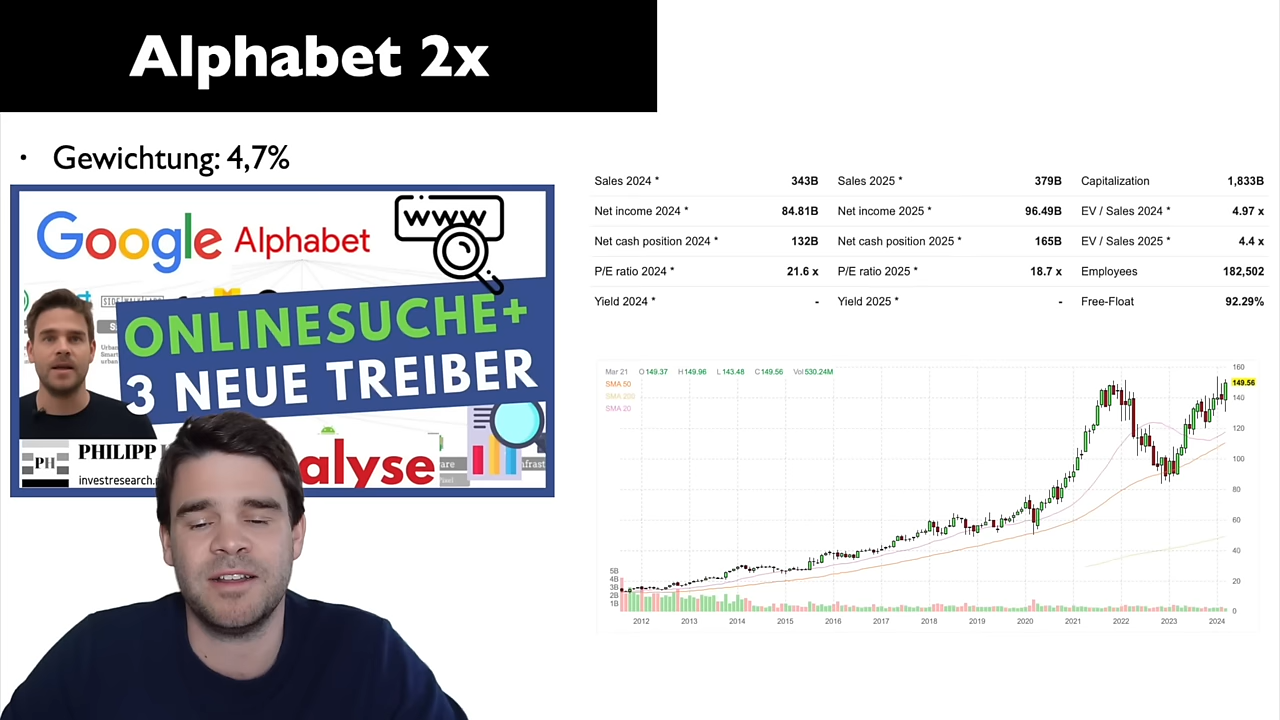 Alphabet 2x
• Gewichtung: 4,7%
Google Alphabet
www
ONLINESUCHE+
3 NEUE TREIBER
PHILIPP
PH
investresearch.
alyse
Sales 2024 * 343B Sales 2025 * 379B Capitalization 1,833B
Net income 2024 * 84.81B Net income 2025 * 96.49B EV / Sales 2024 * 4.97 x
Net cash position 2024 * 132B Net cash position 2025 * 165B EV / Sales 2025 * 4.4 x
P/E ratio 2024 * 21.6 x P/E ratio 2025 * 18.7 x Employees 182,502
Yield 2024 * - Yield 2025 * - Free-Float 92.29%
Mar 21 O 149.37 H 149.96 L 143.48 C 149.56 Vol 530.24M
SMA 50
SMA 200
SMA 20
160
149.56
140
120
100
80
60
40
20
0
5B
4B
3B
2B
1B
2012 2013 2014 2015 2016 2017 2018 2019 2020 2021 2022 2023 2024